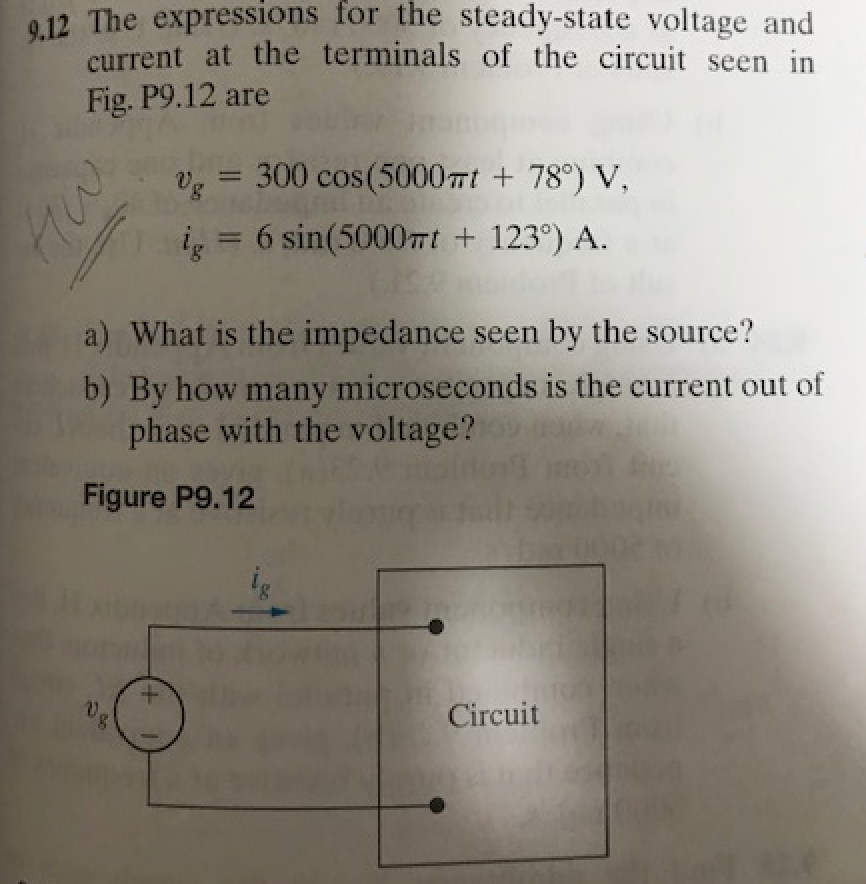 9.12 The expressions for the steady-state voltage and
current at the terminals of the circuit seen in
Fig. P9.12 are
HW
v_g = 300 cos(5000πt + 78°) V,
i_g = 6 sin(5000πt + 123°) A.
a) What is the impedance seen by the source?
b) By how many microseconds is the current out of
phase with the voltage?
Figure P9.12
i_g
v_g
+
−
Circuit